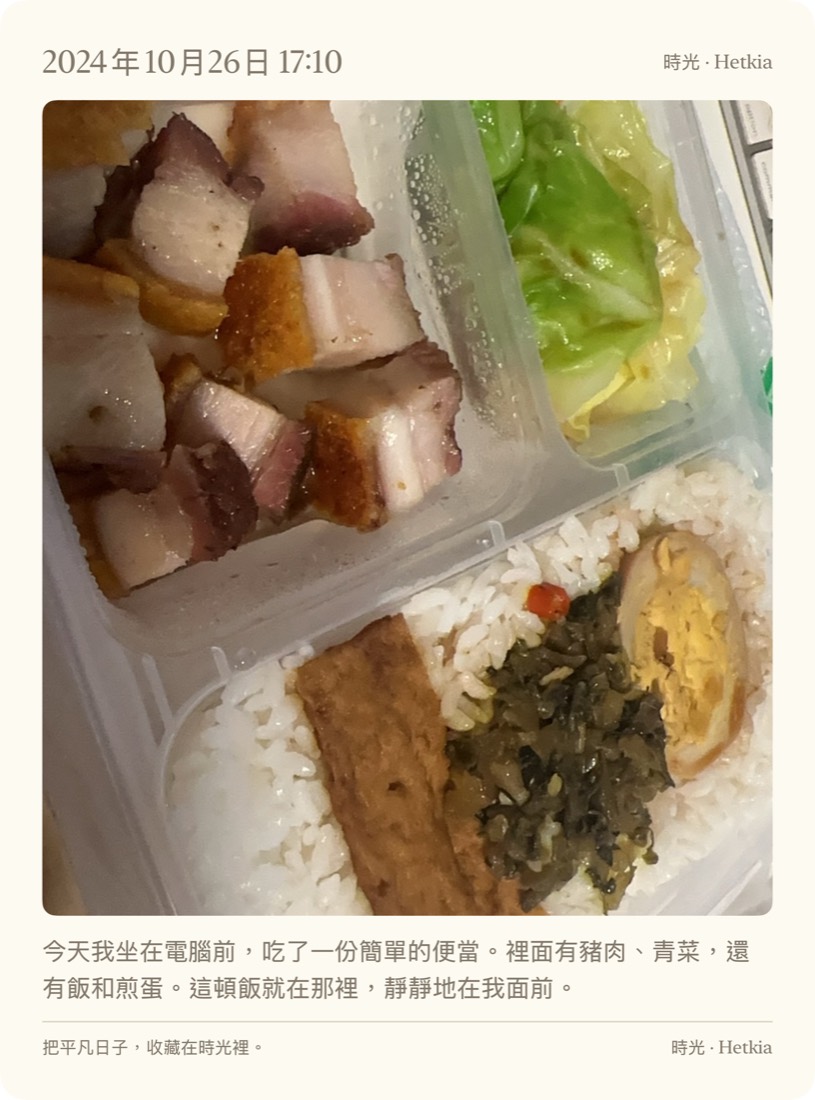 2024年10月26日 17:10
時光 · Hetkia
今天我坐在電腦前，吃了一份簡單的便當。裡面有豬肉、青菜，還
有飯和煎蛋。這頓飯就在那裡，靜靜地在我面前。
把平凡日子，收藏在時光裡。
時光 · Hetkia